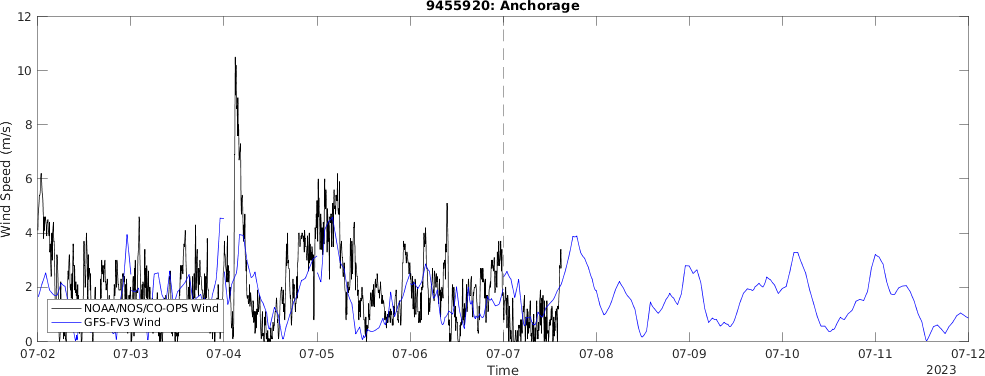 9455920: Anchorage
12
10
8
6
4
2
0
Wind Speed (m/s)
NOAA/NOS/CO-OPS Wind
GFS-FV3 Wind
07-02 07-03 07-04 07-05 07-06 07-07 07-08 07-09 07-10 07-11 07-12
Time
2023